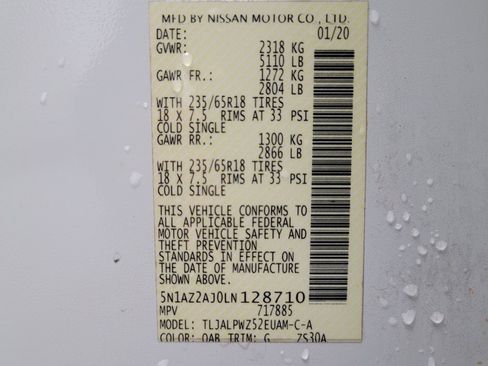 MFD BY NISSAN MOTOR CO., LTD.
DATE: 01/20
GVWR: 2318 KG
5110 LB
GAWR FR.: 1272 KG
2804 LB
WITH 235/65R18 TIRES
18 X 7.5 RIMS AT 33 PSI
COLD SINGLE
GAWR RR.: 1300 KG
2866 LB
WITH 235/65R18 TIRES
18 X 7.5 RIMS AT 33 PSI
COLD SINGLE
THIS VEHICLE CONFORMS TO
ALL APPLICABLE FEDERAL
MOTOR VEHICLE SAFETY AND
THEFT PREVENTION
STANDARDS IN EFFECT ON
THE DATE OF MANUFACTURE
SHOWN ABOVE.
5N1AZ2AJ0LN128710
MPV 717885
MODEL: TLJALPWZ52EUAM-C-A
COLOR: QAB TRIM: G ZS30A